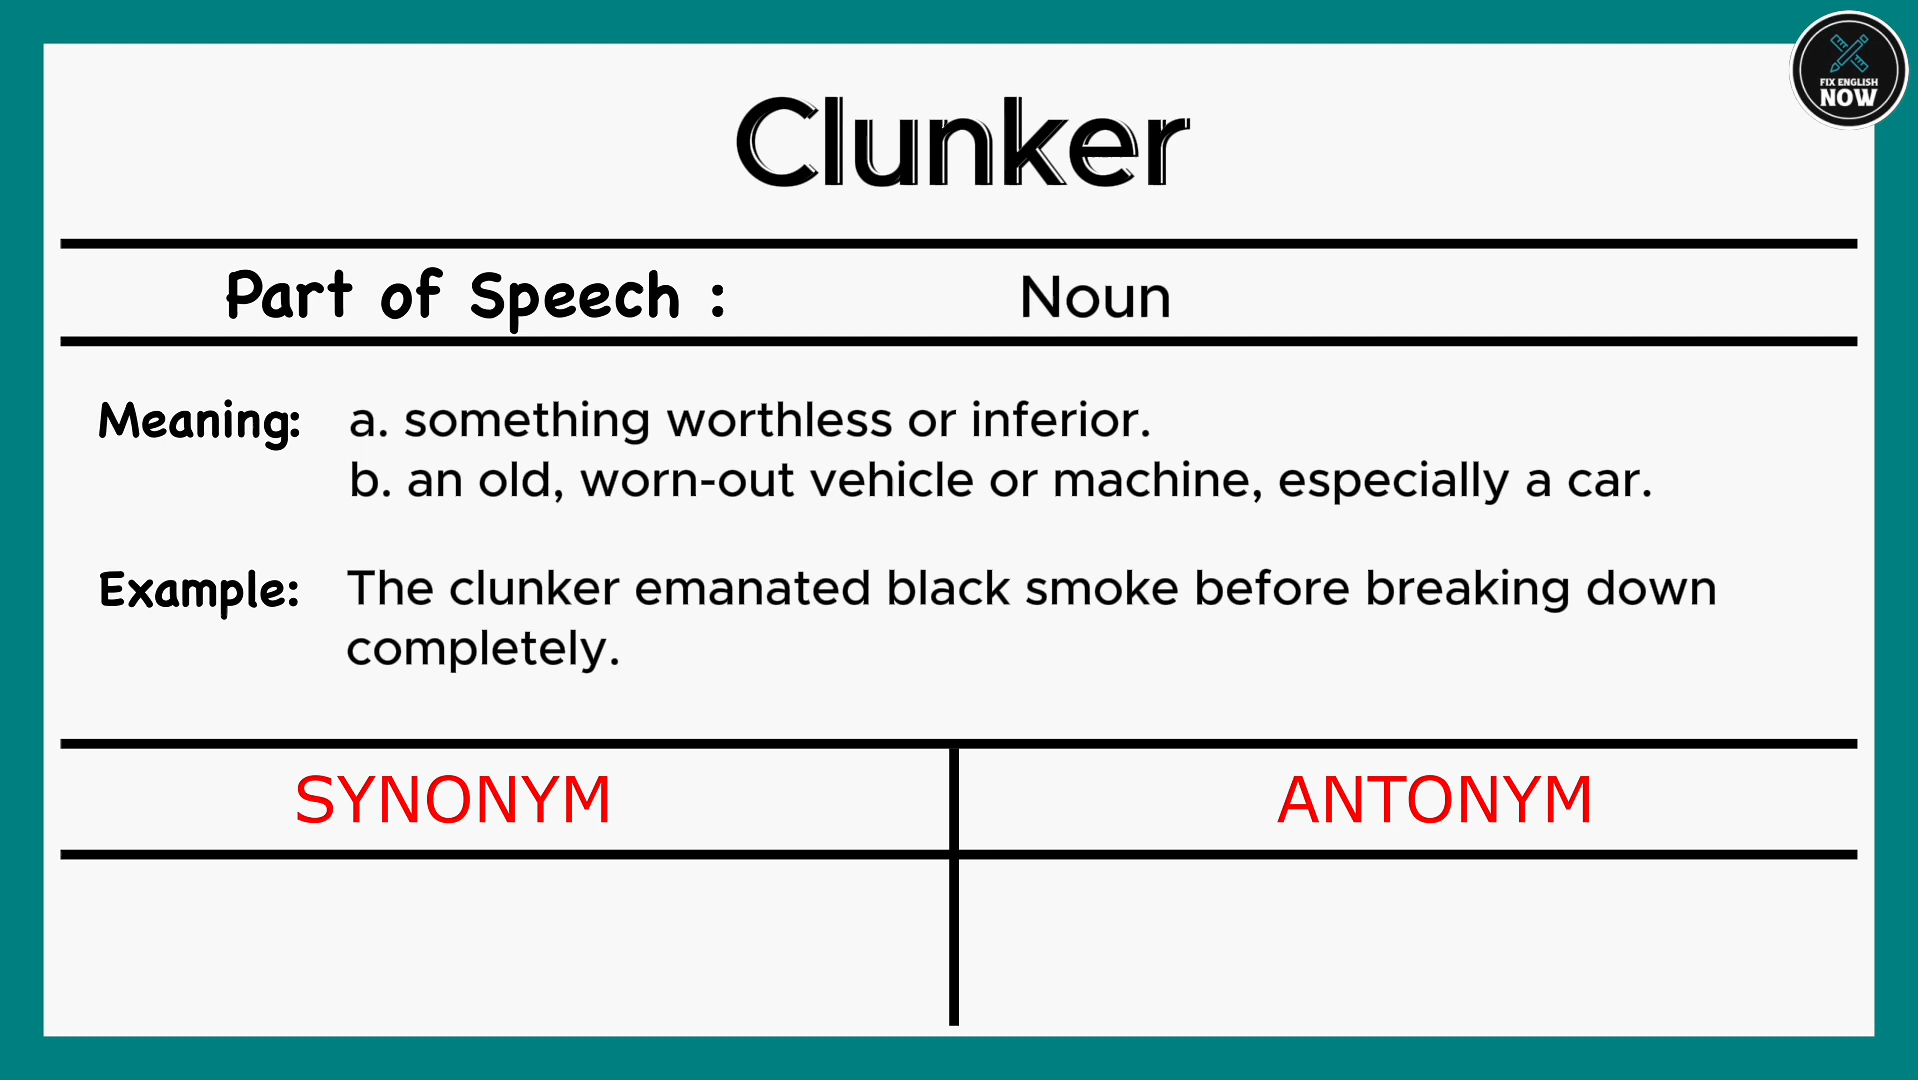 FIX ENGLISH
NOW
Clunker
Part of Speech : Noun
Meaning: a. something worthless or inferior.
b. an old, worn-out vehicle or machine, especially a car.
Example: The clunker emanated black smoke before breaking down
completely.
SYNONYM ANTONYM